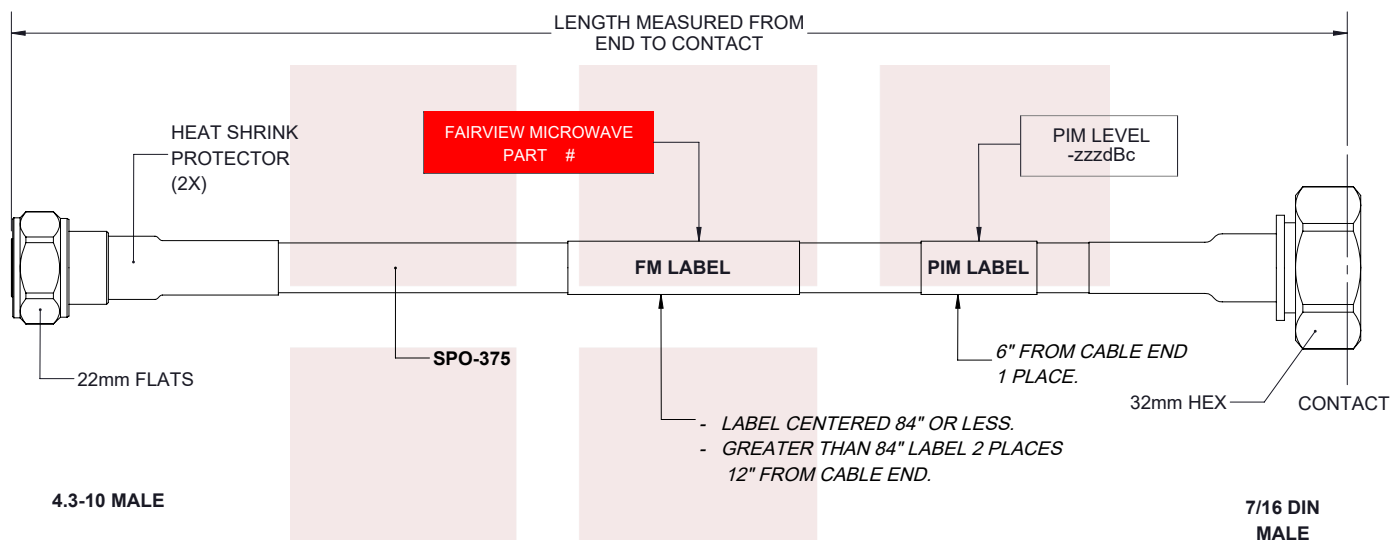 LENGTH MEASURED FROM
END TO CONTACT
HEAT SHRINK
PROTECTOR
(2X)
FAIRVIEW MICROWAVE
PART #
PIM LEVEL
-zzzdBc
FM LABEL
PIM LABEL
22mm FLATS
SPO-375
6" FROM CABLE END
1 PLACE.
32mm HEX
CONTACT
- LABEL CENTERED 84" OR LESS.
- GREATER THAN 84" LABEL 2 PLACES
12" FROM CABLE END.
4.3-10 MALE
7/16 DIN
MALE